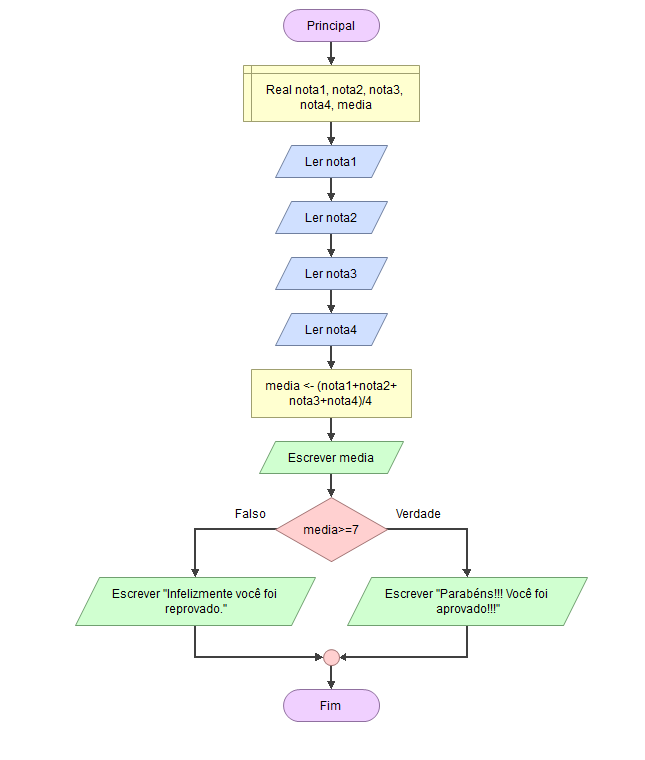 Principal
Real nota1, nota2, nota3,
nota4, media
Ler nota1
Ler nota2
Ler nota3
Ler nota4
media <- (nota1+nota2+
nota3+nota4)/4
Escrever media
Falso
Verdade
media>=7
Escrever "Infelizmente você foi
reprovado."
Escrever "Parabéns!!! Você foi
aprovado!!!"
Fim